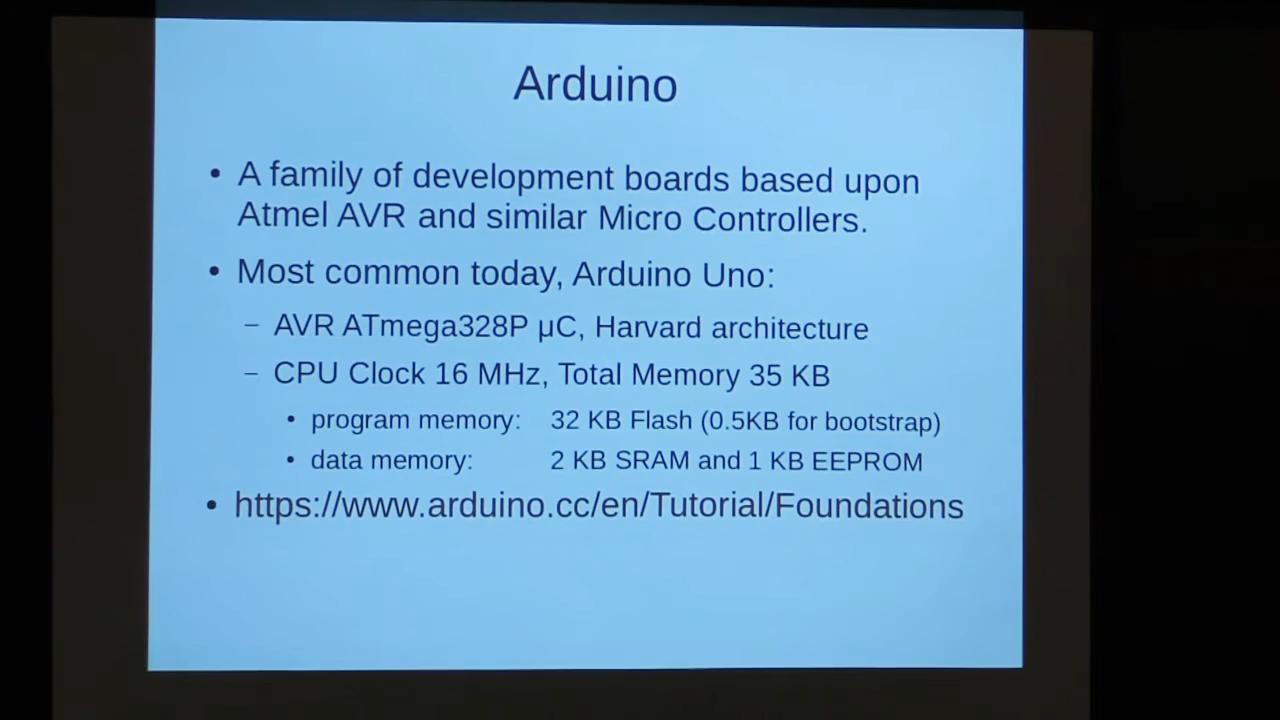 Arduino
• A family of development boards based upon
Atmel AVR and similar Micro Controllers.
• Most common today, Arduino Uno:
– AVR ATmega328P µC, Harvard architecture
– CPU Clock 16 MHz, Total Memory 35 KB
• program memory: 32 KB Flash (0.5KB for bootstrap)
• data memory: 2 KB SRAM and 1 KB EEPROM
• https://www.arduino.cc/en/Tutorial/Foundations